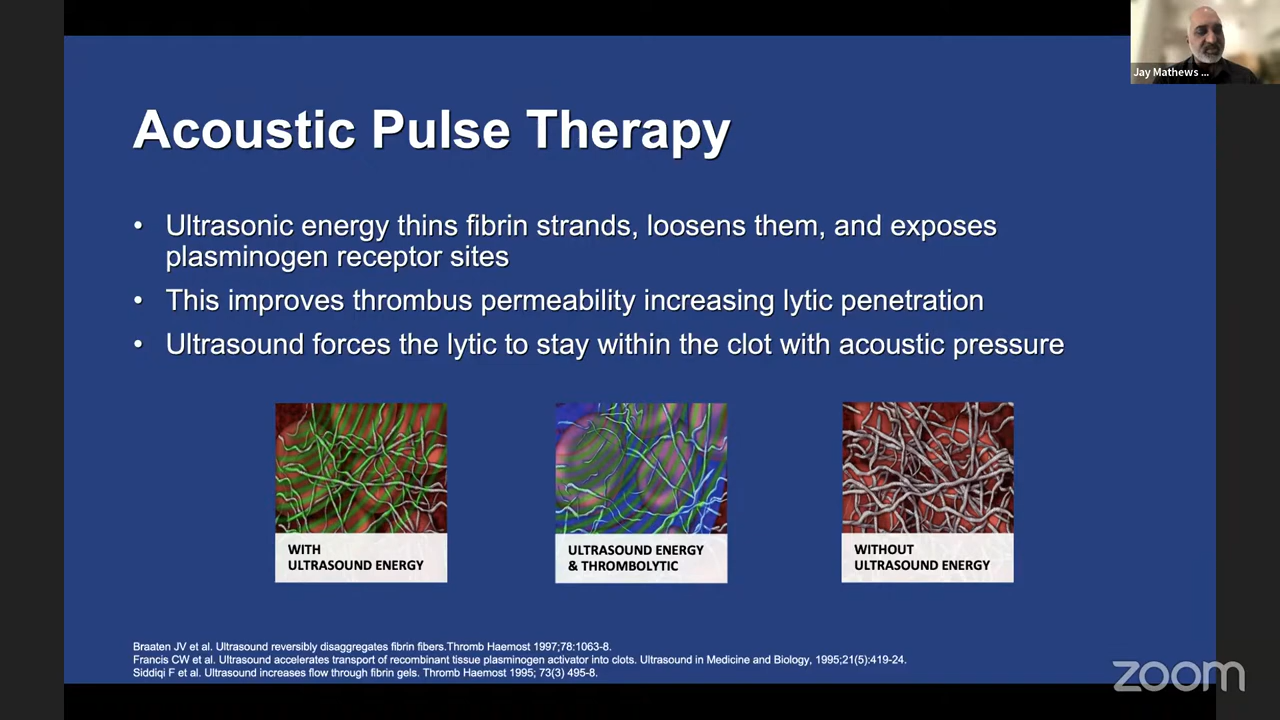 Jay Mathews ...
Acoustic Pulse Therapy
• Ultrasonic energy thins fibrin strands, loosens them, and exposes
plasminogen receptor sites
• This improves thrombus permeability increasing lytic penetration
• Ultrasound forces the lytic to stay within the clot with acoustic pressure
WITH
ULTRASOUND ENERGY
ULTRASOUND ENERGY
& THROMBOLYTIC
WITHOUT
ULTRASOUND ENERGY
Braaten JV et al. Ultrasound reversibly disaggregates fibrin fibers.Thromb Haemost 1997;78:1063-8.
Francis CW et al. Ultrasound accelerates transport of recombinant tissue plasminogen activator into clots. Ultrasound in Medicine and Biology, 1995;21(5):419-24.
Siddiqi F et al. Ultrasound increases flow through fibrin gels. Thromb Haemost 1995; 73(3) 495-8.
zoom